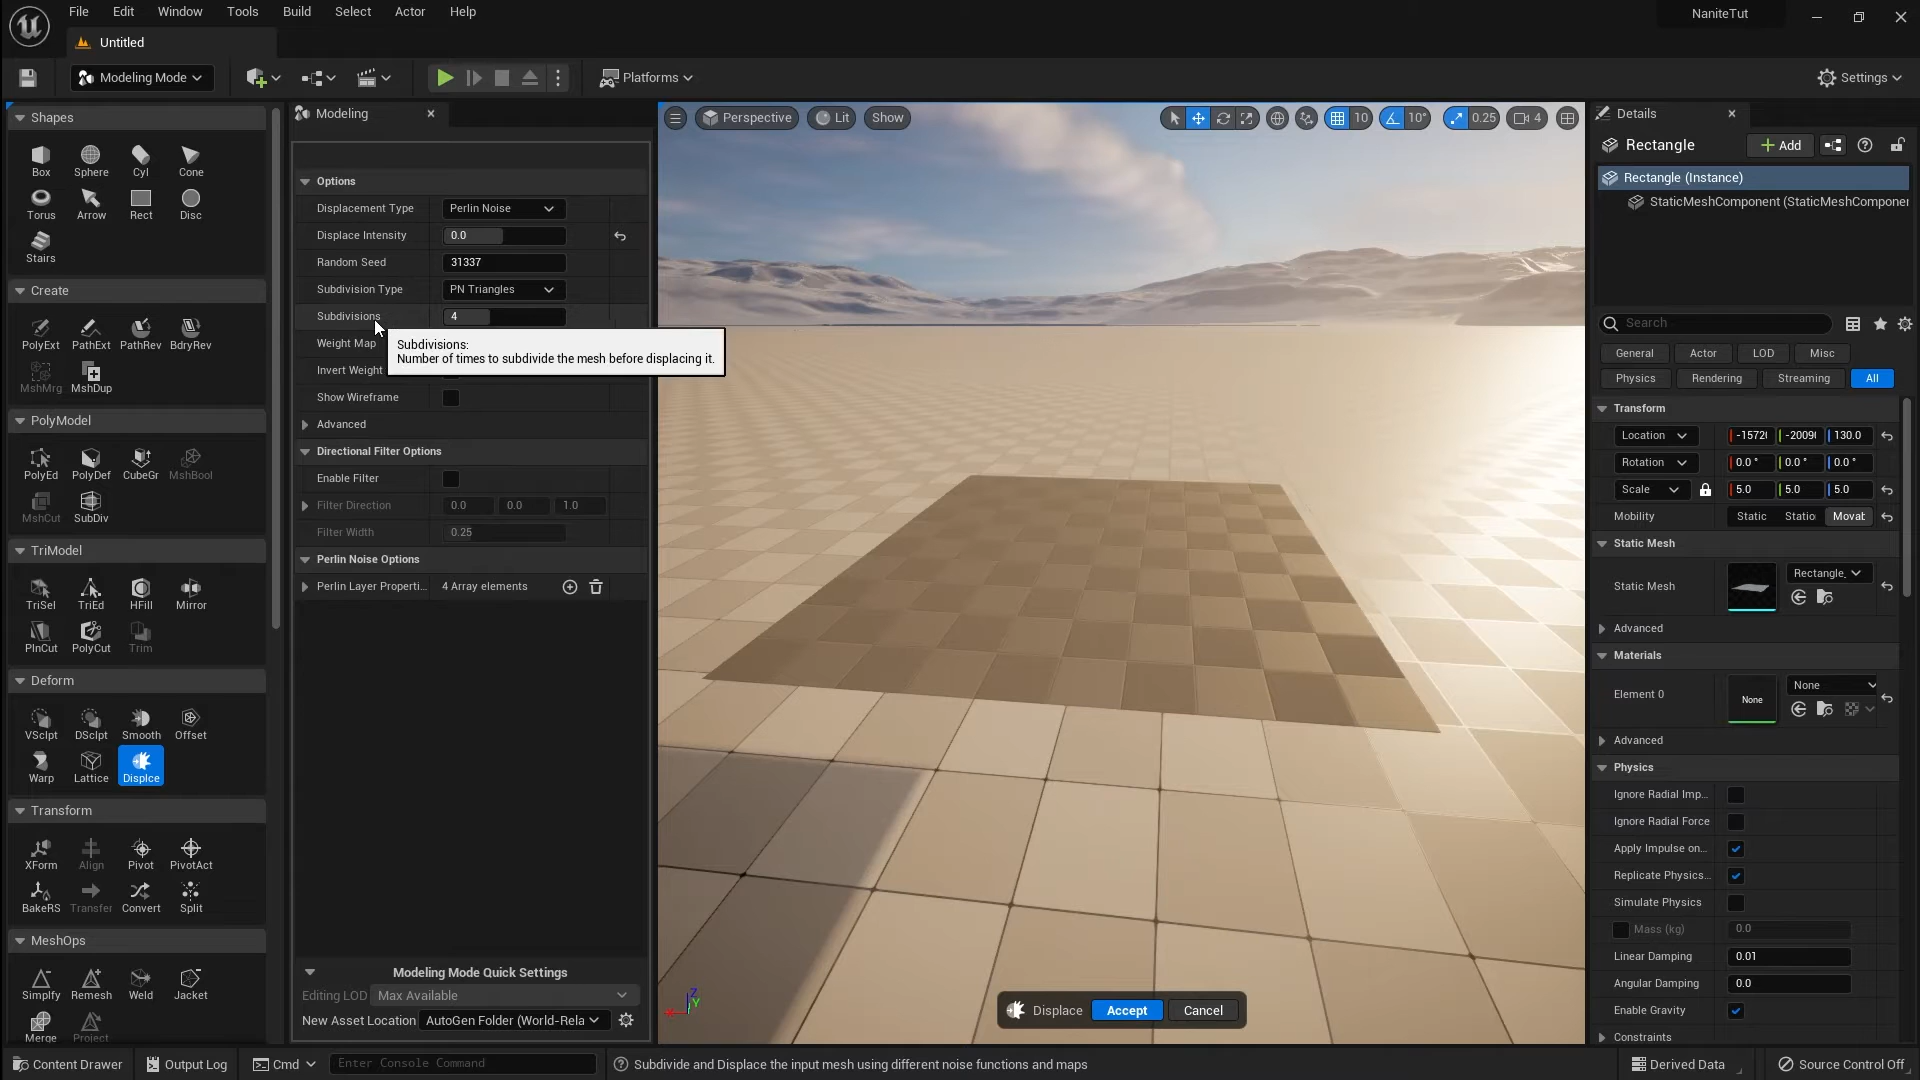 File Edit Window Tools Build Select Actor Help
NaniteTut
Untitled
Modeling Mode
Platforms
Settings
Shapes
Box Sphere Cyl Cone
Torus Arrow Rect Disc
Stairs
Create
PolyExt PathExt PathRev BdryRev
MshMrg MshDup
PolyModel
PolyEd PolyDef CubeGr MshBool
MshCut SubDiv
TriModel
TriSel TriEd HFill Mirror
PlnCut PolyCut Trim
Deform
VSclpt DSclpt Smooth Offset
Warp Lattice Displce
Transform
XForm Align Pivot PivotAct
BakeRS Transfer Convert Split
MeshOps
Simplfy Remesh Weld Jacket
Merge Project
Modeling
Options
Displacement Type Perlin Noise
Displace Intensity 0.0
Random Seed 31337
Subdivision Type PN Triangles
Subdivisions 4
Weight Map
Invert Weight
Subdivisions:
Number of times to subdivide the mesh before displacing it.
Show Wireframe
Advanced
Directional Filter Options
Enable Filter
Filter Direction 0.0 0.0 1.0
Filter Width 0.25
Perlin Noise Options
Perlin Layer Properti... 4 Array elements
Modeling Mode Quick Settings
Editing LOD Max Available
New Asset Location AutoGen Folder (World-Rela
Perspective Lit Show
10 10° 0.25 4
Displace Accept Cancel
Details
Rectangle Add
Rectangle (Instance)
StaticMeshComponent (StaticMeshComponer
Search
General Actor LOD Misc
Physics Rendering Streaming All
Transform
Location -1572( -2009( 130.0
Rotation 0.0 ° 0.0 ° 0.0 °
Scale 5.0 5.0 5.0
Mobility Static Statio Movat
Static Mesh
Static Mesh Rectangle_
Advanced
Materials
Element 0 None None
Advanced
Physics
Ignore Radial Imp...
Ignore Radial Force
Apply Impulse on...
Replicate Physics...
Simulate Physics
Mass (kg) 0.0
Linear Damping 0.01
Angular Damping 0.0
Enable Gravity
Constraints
Content Drawer Output Log Cmd Enter Console Command Subdivide and Displace the input mesh using different noise functions and maps Derived Data Source Control Off
Z
Y